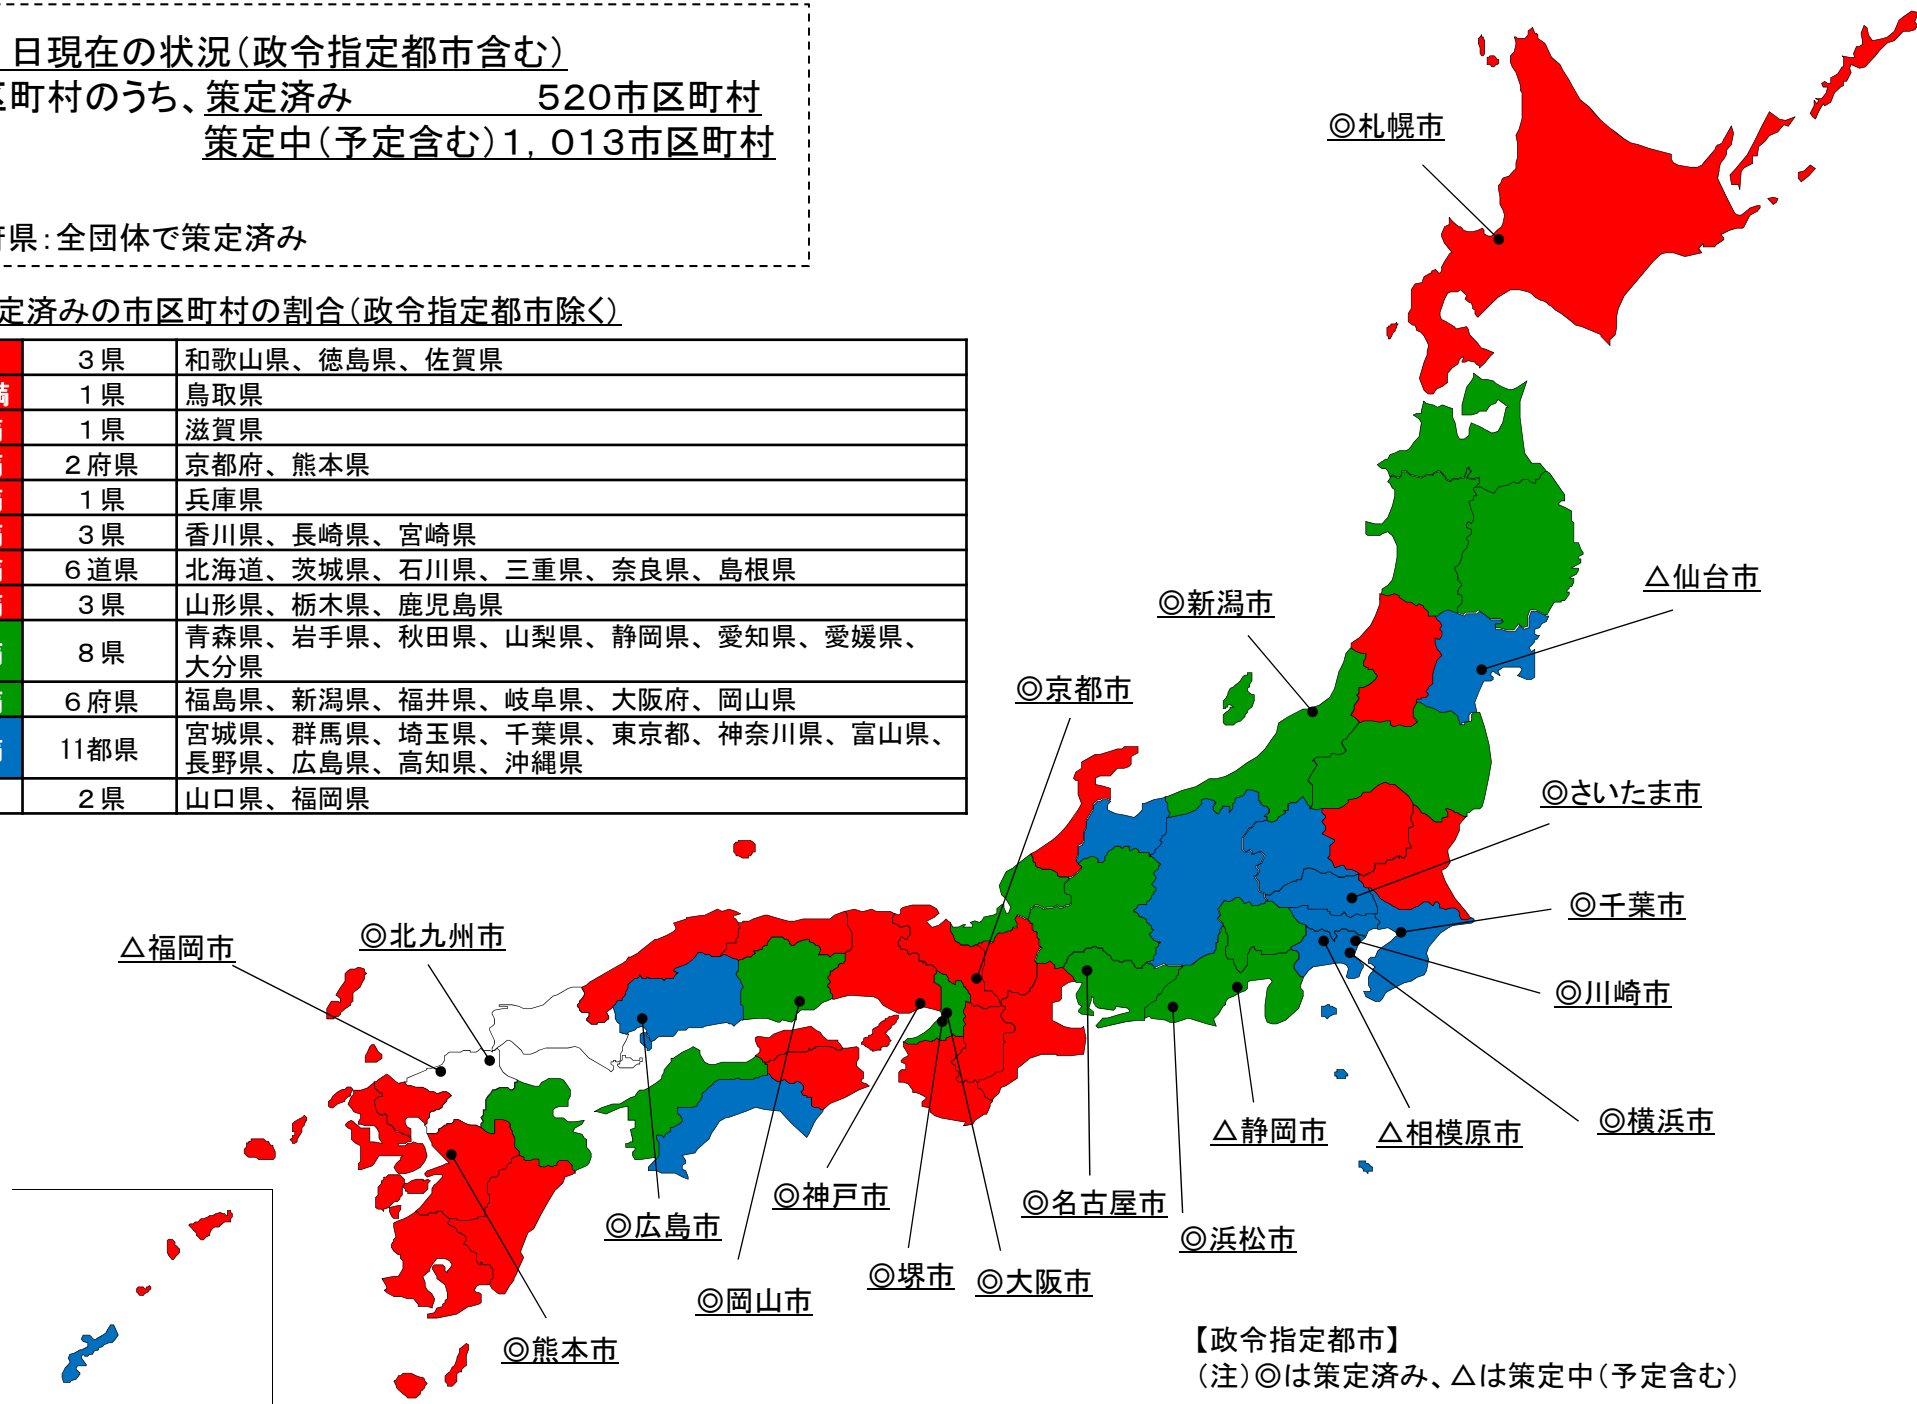 日現在の状況(政令指定都市含む)
区町村のうち、策定済み 520市区町村
策定中(予定含む)1,013市区町村
府県:全団体で策定済み
定済みの市区町村の割合(政令指定都市除く)
3県 和歌山県、徳島県、佐賀県
満 1県 鳥取県
満 1県 滋賀県
満 2府県 京都府、熊本県
満 1県 兵庫県
満 3県 香川県、長崎県、宮崎県
満 6道県 北海道、茨城県、石川県、三重県、奈良県、島根県
満 3県 山形県、栃木県、鹿児島県
満 8県 青森県、岩手県、秋田県、山梨県、静岡県、愛知県、愛媛県、
大分県
満 6府県 福島県、新潟県、福井県、岐阜県、大阪府、岡山県
満 11都県 宮城県、群馬県、埼玉県、千葉県、東京都、神奈川県、富山県、
長野県、広島県、高知県、沖縄県
2県 山口県、福岡県
◎札幌市
△仙台市
◎新潟市
◎京都市
◎さいたま市
◎千葉市
◎北九州市
△福岡市
◎川崎市
◎横浜市
△静岡市
△相模原市
◎神戸市
◎名古屋市
◎広島市
◎浜松市
◎堺市
◎大阪市
◎岡山市
◎熊本市
【政令指定都市】
(注)◎は策定済み、△は策定中(予定含む)